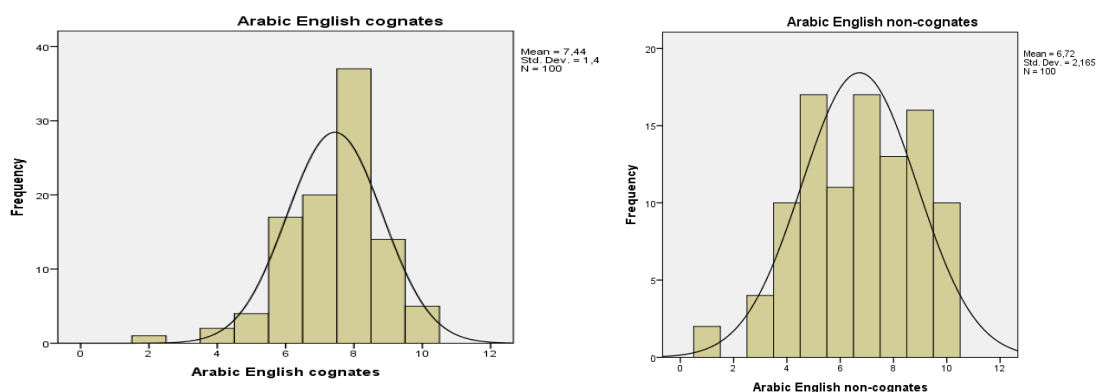 Arabic English cognates
Mean = 7,44
Std. Dev. = 1,4
N = 100
40
30
20
10
0
Frequency
0 2 4 6 8 10 12
Arabic English cognates
Arabic English non-cognates
Mean = 6,72
Std. Dev. = 2,165
N = 100
20
15
10
5
0
Frequency
0 2 4 6 8 10 12
Arabic English non-cognates